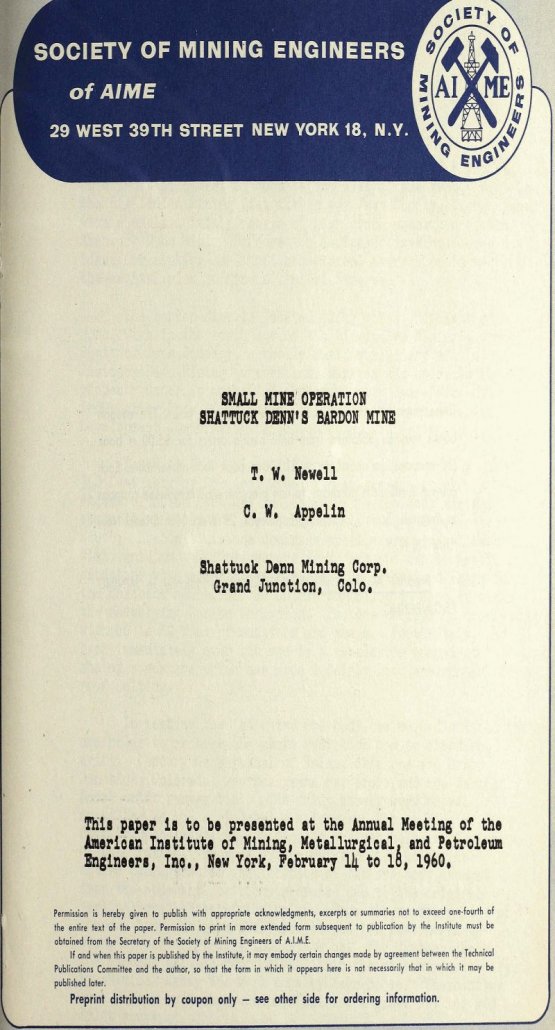 SOCIETY OF MINING ENGINEERS
of AIME
29 WEST 39TH STREET NEW YORK 18, N.Y.
SOCIETY OF
MINING ENGINEERS
AIME
SMALL MINE OPERATION
SHATTUCK DENN'S BARDON MINE
T. W. Newell
C. W. Appelin
Shattuck Denn Mining Corp.
Grand Junction, Colo.
This paper is to be presented at the Annual Meeting of the
American Institute of Mining, Metallurgical, and Petroleum
Engineers, Inc., New York, February 14 to 18, 1960.
Permission is hereby given to publish with appropriate acknowledgments, excerpts or summaries not to exceed one-fourth of
the entire text of the paper. Permission to print in more extended form subsequent to publication by the Institute must be
obtained from the Secretary of the Society of Mining Engineers of A.I.M.E.
If and when this paper is published by the Institute, it may embody certain changes made by agreement between the Technical
Publications Committee and the author, so that the form in which it appears here is not necessarily that in which it may be
published later.
Preprint distribution by coupon only — see other side for ordering information.